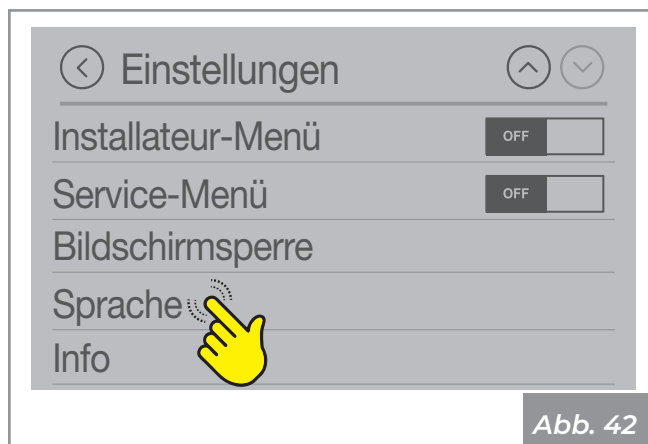 Einstellungen
Installateur-Menü OFF
Service-Menü OFF
Bildschirmsperre
Sprache
Info
Abb. 42